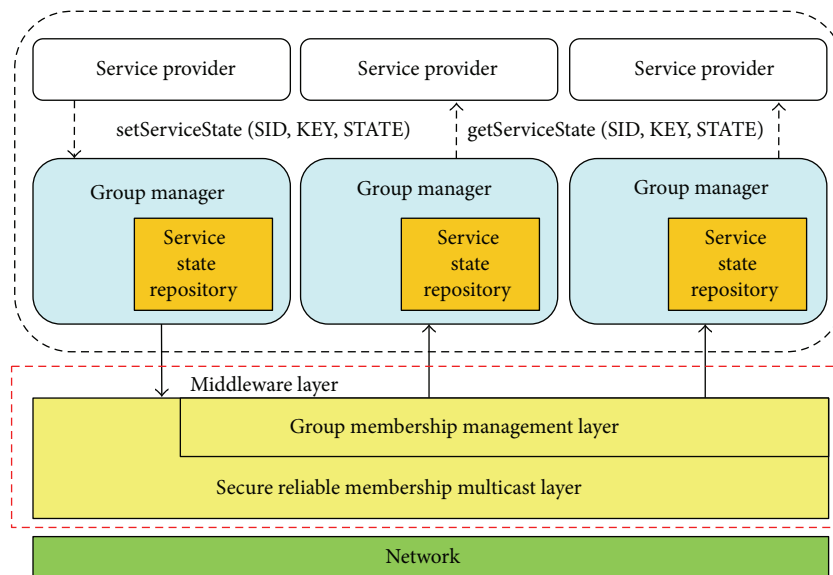 Service provider
Service provider
Service provider
setServiceState (SID, KEY, STATE)
getServiceState (SID, KEY, STATE)
Group manager
Group manager
Group manager
Service
state
repository
Service
state
repository
Service
state
repository
Middleware layer
Group membership management layer
Secure reliable membership multicast layer
Network